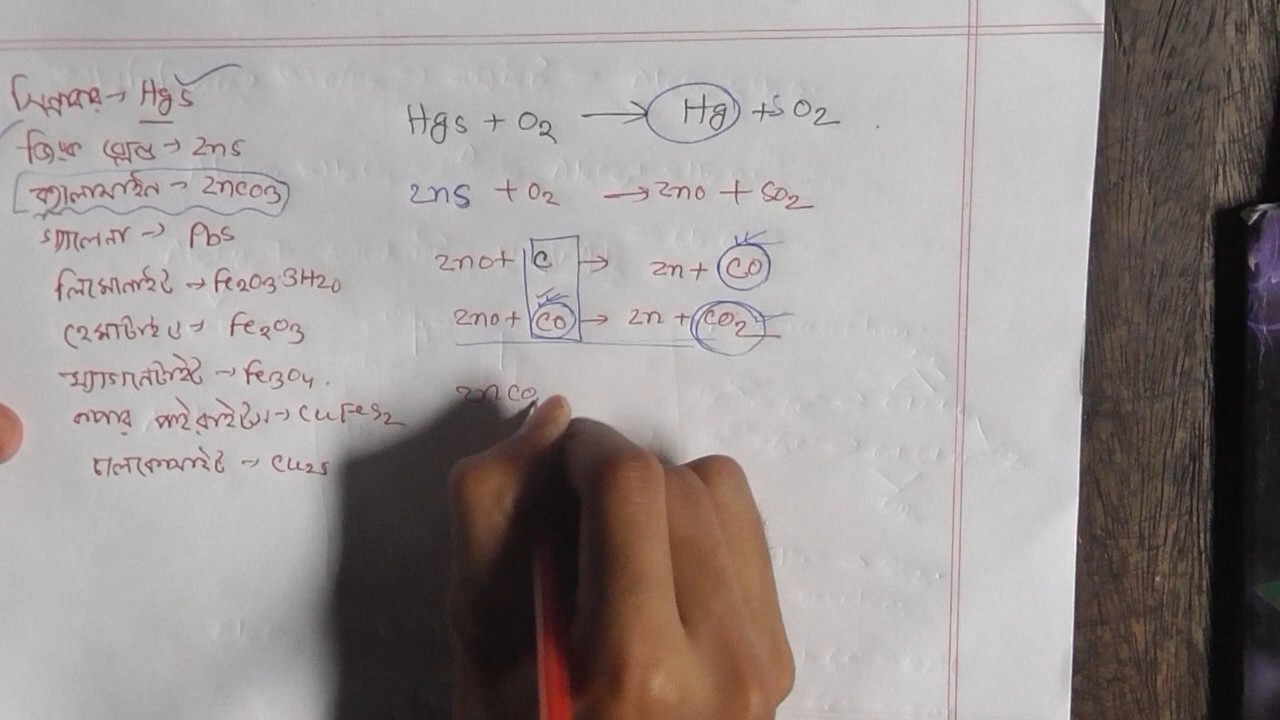 সিনাবার → HgS
জিংক ব্লেন্ড → ZnS
ক্যালামাইন → ZnCO3
গ্যালেনা → PbS
লিমোনাইট → Fe2O3·3H2O
হেমাটাইট → Fe2O3
ম্যাগনেটাইট → Fe3O4.
কপার পাইরাইটস → CuFeS2
চালকোসাইট → Cu2S
HgS + O2 → Hg + SO2
ZnS + O2 → ZnO + SO2
ZnO + C → Zn + CO
ZnO + CO → Zn + CO2
ZnCO